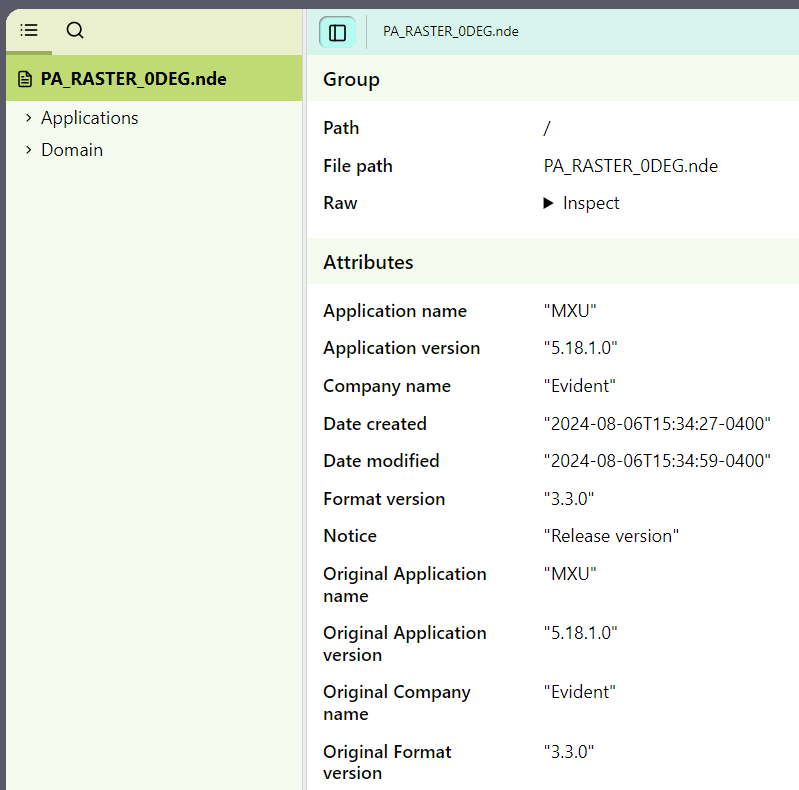 PA_RASTER_0DEG.nde
PA_RASTER_0DEG.nde
Applications
Domain
Group
Path /
File path PA_RASTER_0DEG.nde
Raw ▶ Inspect
Attributes
Application name "MXU"
Application version "5.18.1.0"
Company name "Evident"
Date created "2024-08-06T15:34:27-0400"
Date modified "2024-08-06T15:34:59-0400"
Format version "3.3.0"
Notice "Release version"
Original Application "MXU"
name
Original Application "5.18.1.0"
version
Original Company "Evident"
name
Original Format "3.3.0"
version